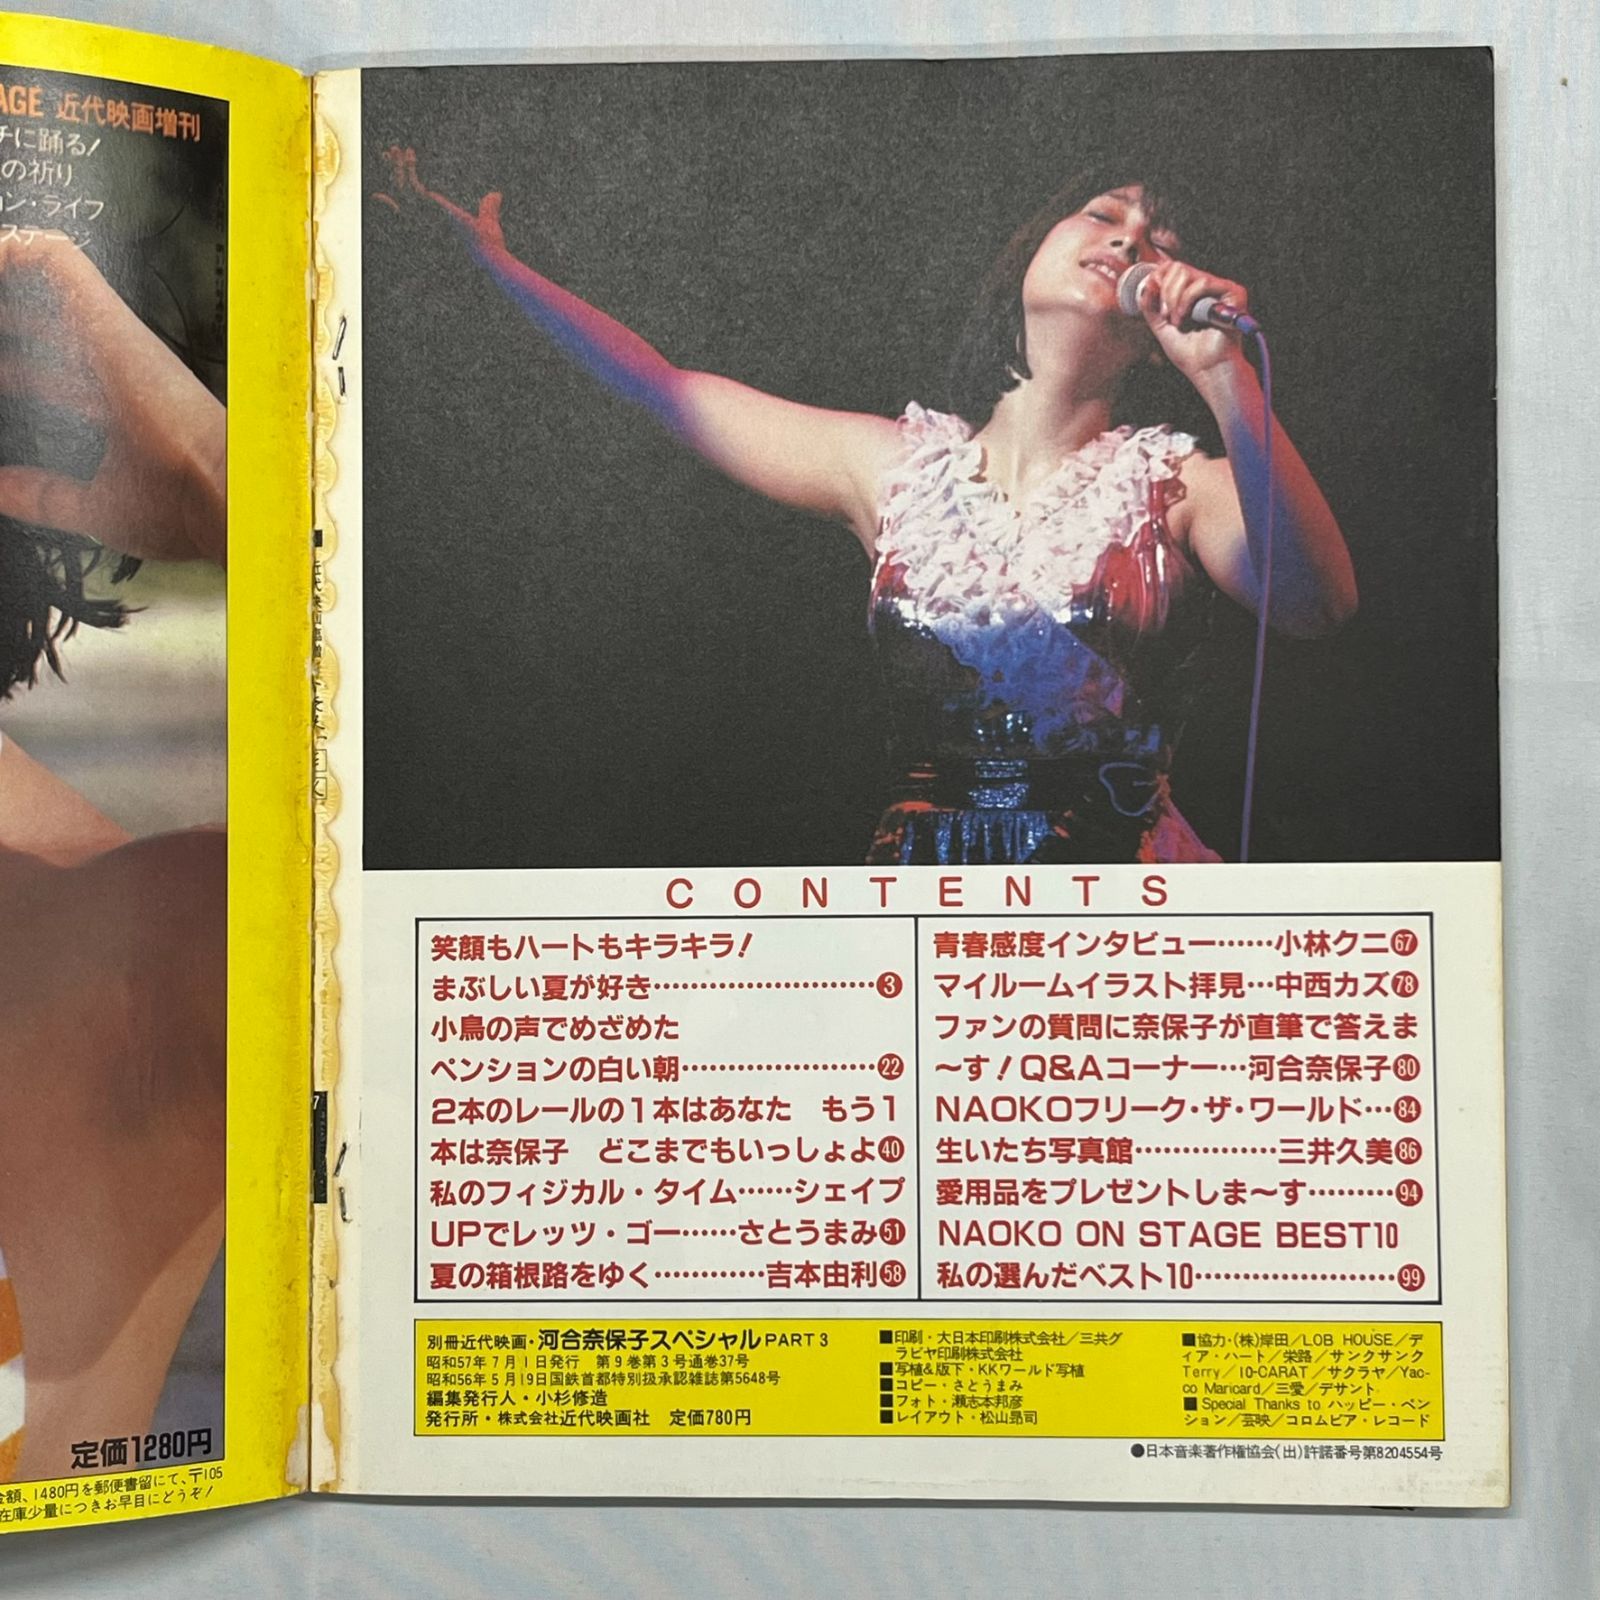 AGE 近代映画増刊
チに踊る!
の祈り
ョン・ライフ
ステージ
定価1280円
金額、1480円を郵便書留にて、〒105
在庫少量につきお早目にどうぞ!
CONTENTS
笑顔もハートもキラキラ!
まぶしい夏が好き……………………3
小鳥の声でめざめた
ペンションの白い朝…………………22
2本のレールの1本はあなた　もう1
本は奈保子　どこまでもいっしょよ40
私のフィジカル・タイム……シェイプ
UPでレッツ・ゴー……さとうまみ51
夏の箱根路をゆく…………吉本由利58
青春感度インタビュー……小林クニ67
マイルームイラスト拝見…中西カズ78
ファンの質問に奈保子が直筆で答えま
〜す!Q&Aコーナー…河合奈保子80
NAOKOフリーク・ザ・ワールド…84
生いたち写真館……………三井久美86
愛用品をプレゼントしま〜す………94
NAOKO ON STAGE BEST10
私の選んだベスト10…………………99
別冊近代映画・河合奈保子スペシャルPART3
昭和57年7月1日発行　第9巻第3号通巻37号
昭和56年5月19日国鉄首都特別扱承認雑誌第5648号
編集発行人・小杉修造
発行所・株式会社近代映画社　定価780円
■印刷・大日本印刷株式会社/三共グ
ラビヤ印刷株式会社
■写植&版下・KKワールド写植
■コピー・さとうまみ
■フォト・瀬志本邦彦
■レイアウト・松山昂司
■協力・(株)岸田/LOB HOUSE/デ
ィア・ハート/栄路/サンクサンク
Terry/10-CARAT/サクラヤ/Yac-
co Maricard/三愛/デサント
■Special Thanks to ハッピー・ペン
ション/芸映/コロムビア・レコード
●日本音楽著作権協会(出)許諾番号第8204554号